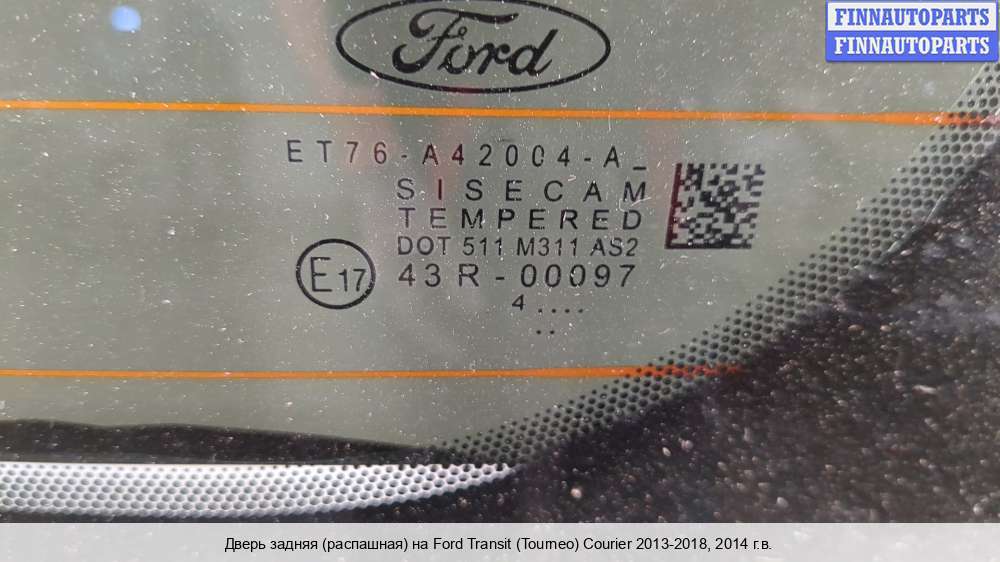 FINNAUTOPARTS
FINNAUTOPARTS
Ford
ET76-A42004-A_
SISECAM
TEMPERED
DOT 511 M311 AS2
E17
43R-00097
4 ....
..
Дверь задняя (распашная) на Ford Transit (Tourneo) Courier 2013-2018, 2014 г.в.